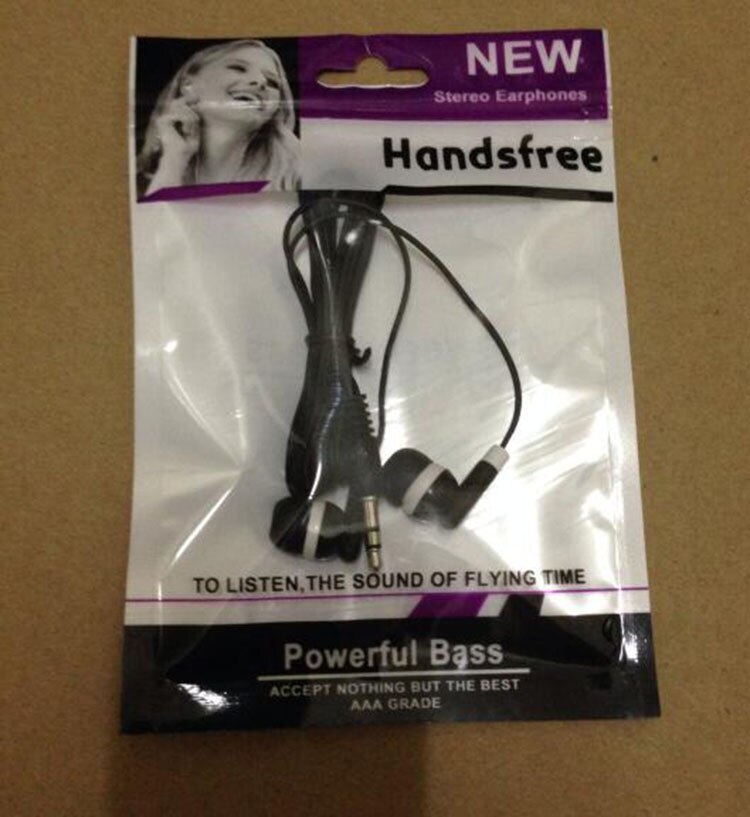 NEW
Stereo Earphones
Handsfree
TO LISTEN,THE SOUND OF FLYING TIME
Powerful Bass
ACCEPT NOTHING BUT THE BEST
AAA GRADE